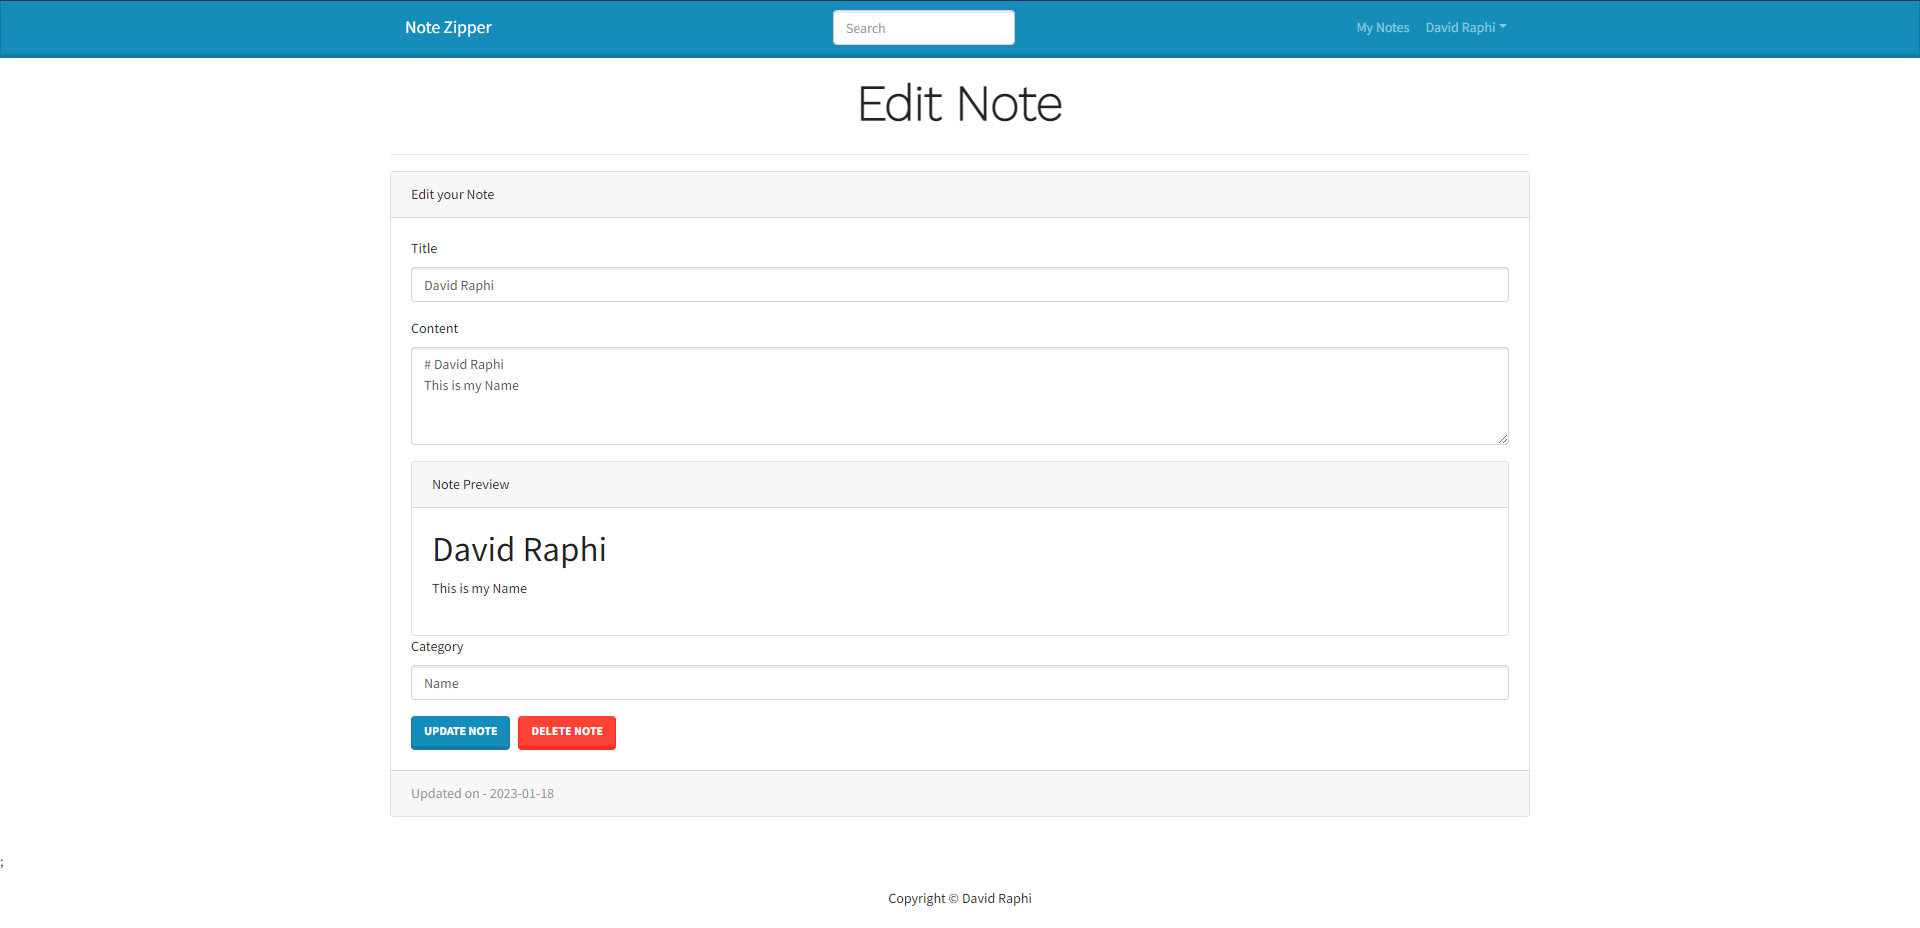 Note Zipper
Search
My Notes
David Raphi
Edit Note
Edit your Note
Title
David Raphi
Content
# David Raphi
This is my Name
Note Preview
David Raphi
This is my Name
Category
Name
UPDATE NOTE
DELETE NOTE
Updated on - 2023-01-18
;
Copyright © David Raphi